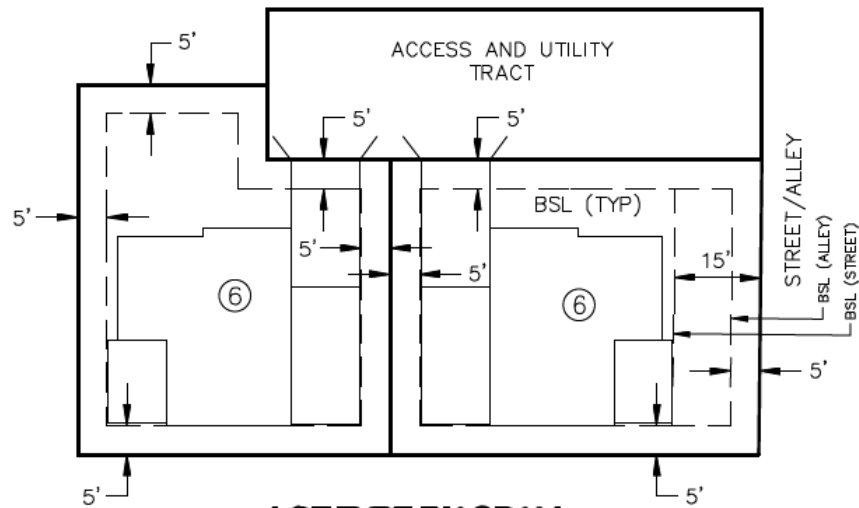 5'
ACCESS AND UTILITY
TRACT
5'
5'
STREET/ALLEY
BSL (ALLEY)
BSL (STREET)
5'
BSL (TYP)
5'
5'
15'
6
6
5'
5'
5'